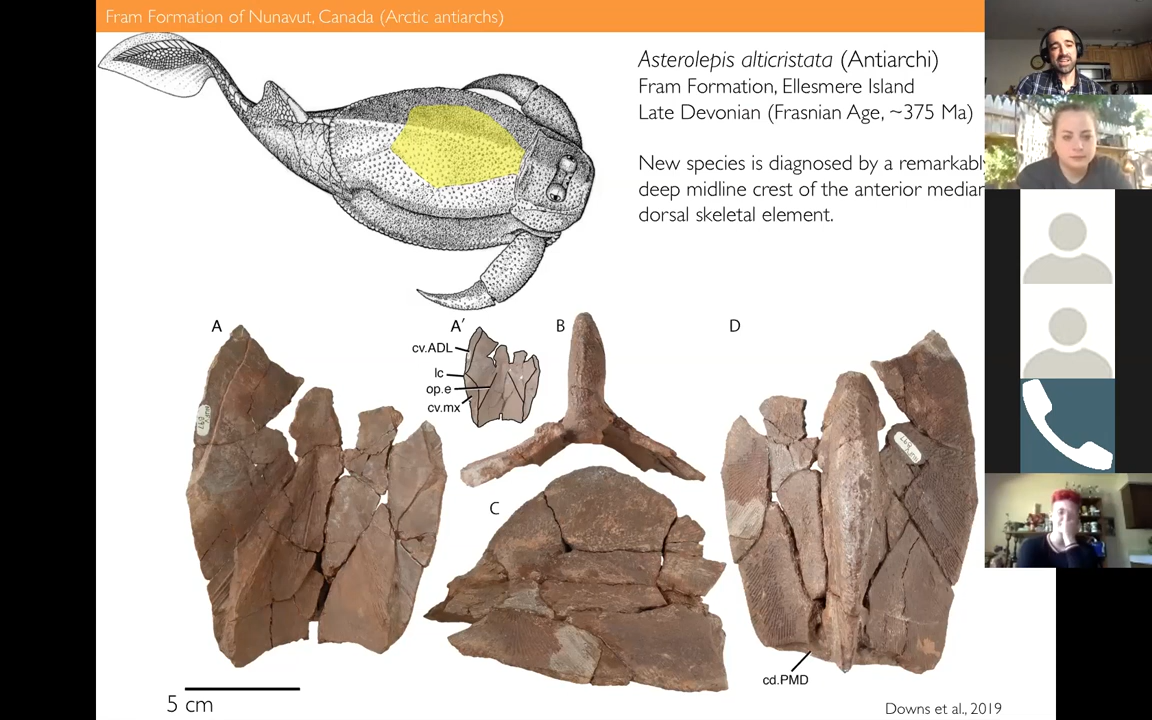 Fram Formation of Nunavut, Canada (Arctic antiarchs)
Asterolepis alticristata (Antiarchi)
Fram Formation, Ellesmere Island
Late Devonian (Frasnian Age, ~375 Ma)
New species is diagnosed by a remarkabl
deep midline crest of the anterior median
dorsal skeletal element.
A
A′
B
D
cv.ADL
lc
op.e
cv.mx
C
cd.PMD
5 cm
Downs et al., 2019